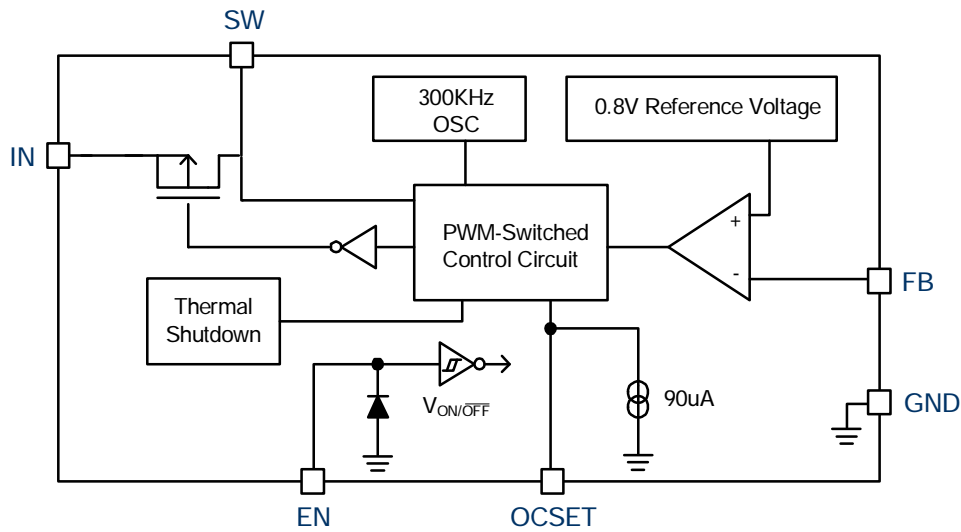 SW
300KHz
OSC
0.8V Reference Voltage
IN
+
PWM-Switched
Control Circuit
-
FB
Thermal
Shutdown
VON/OFF
90uA
GND
EN
OCSET